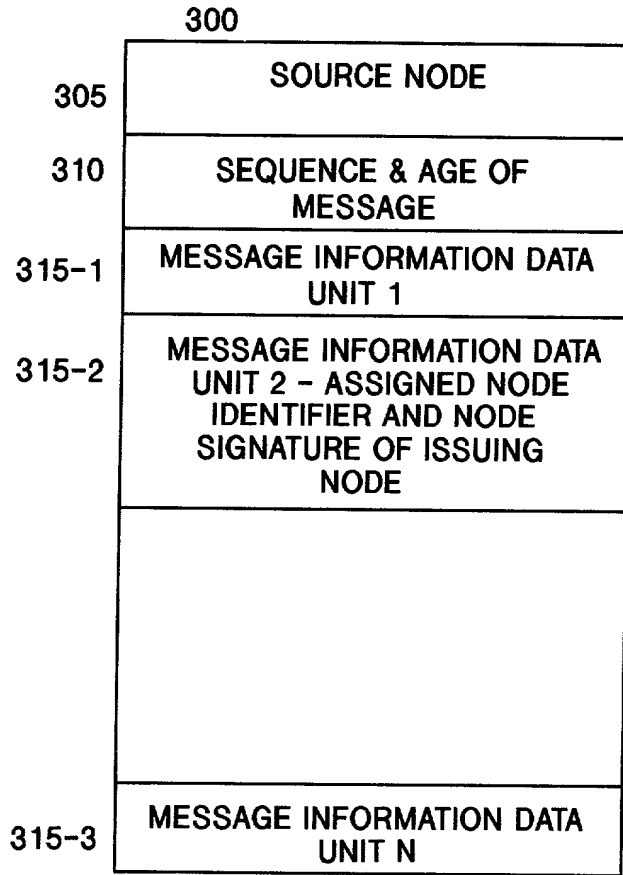 300
305
SOURCE NODE
310
SEQUENCE & AGE OF
MESSAGE
315-1
MESSAGE INFORMATION DATA
UNIT 1
315-2
MESSAGE INFORMATION DATA
UNIT 2 - ASSIGNED NODE
IDENTIFIER AND NODE
SIGNATURE OF ISSUING
NODE
315-3
MESSAGE INFORMATION DATA
UNIT N